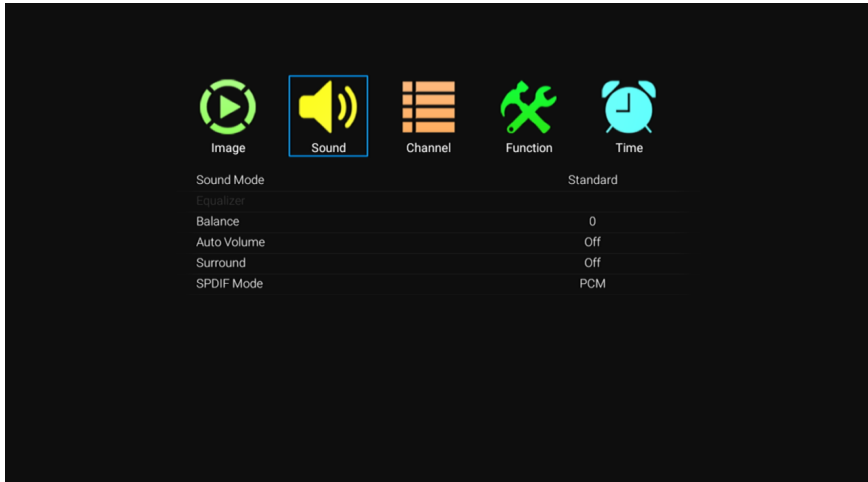 Image Sound Channel Function Time
Sound Mode Standard
Equalizer
Balance 0
Auto Volume Off
Surround Off
SPDIF Mode PCM